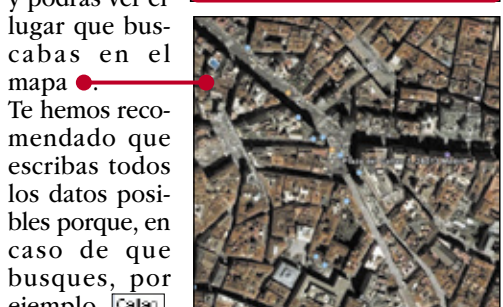 y podrás ver el
lugar que bus-
cabas en el
mapa
Te hemos reco-
mendado que
escribas todos
los datos posi-
bles porque, en
caso de que
busques, por
ejemplo,